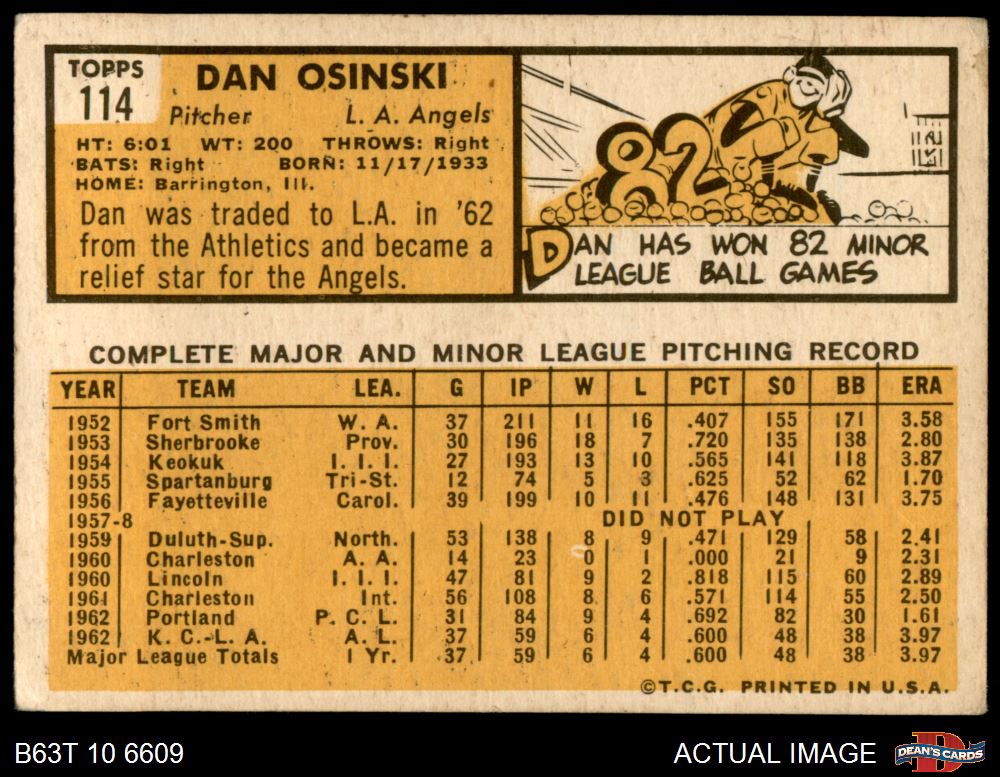 TOPPS
114
DAN OSINSKI
Pitcher L. A. Angels
HT: 6:01 WT: 200 THROWS: Right
BATS: Right BORN: 11/17/1933
HOME: Barrington, Ill.
Dan was traded to L.A. in '62
from the Athletics and became a
relief star for the Angels.
82
DAN HAS WON 82 MINOR
LEAGUE BALL GAMES
COMPLETE MAJOR AND MINOR LEAGUE PITCHING RECORD
YEAR TEAM LEA. G IP W L PCT SO BB ERA
1952 Fort Smith W. A. 37 211 11 16 .407 155 171 3.58
1953 Sherbrooke Prov. 30 196 18 7 .720 135 138 2.80
1954 Keokuk I. I. I. 27 193 13 10 .565 141 118 3.87
1955 Spartanburg Tri-St. 12 74 5 3 .625 52 62 1.70
1956 Fayetteville Carol. 39 199 10 11 .476 148 131 3.75
1957-8 DID NOT PLAY
1959 Duluth-Sup. North. 53 138 8 9 .471 129 58 2.41
1960 Charleston A. A. 14 23 0 1 .000 21 9 2.31
1960 Lincoln I. I. I. 47 81 9 2 .818 115 60 2.89
1961 Charleston Int. 56 108 8 6 .571 114 55 2.50
1962 Portland P. C. L. 31 84 9 4 .692 82 30 1.61
1962 K. C.-L. A. A. L. 37 59 6 4 .600 48 38 3.97
Major League Totals 1 Yr. 37 59 6 4 .600 48 38 3.97
©T.C.G. PRINTED IN U.S.A.
B63T 10 6609 ACTUAL IMAGE
DEAN'S CARDS